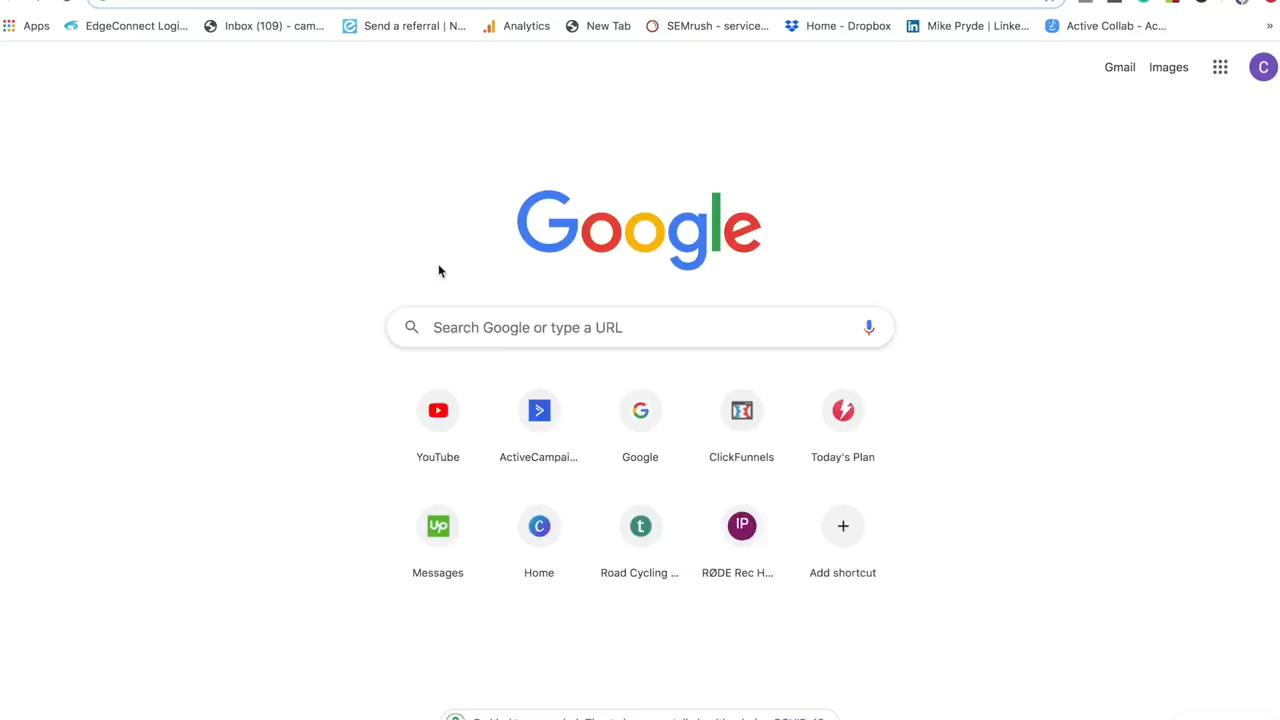 Apps EdgeConnect Logi... Inbox (109) - cam... Send a referral | N... Analytics New Tab SEMrush - service... Home - Dropbox Mike Pryde | Linke... Active Collab - Ac... »
Gmail Images C
Google
Search Google or type a URL
YouTube ActiveCampai... Google ClickFunnels Today's Plan
Up C t IP
Messages Home Road Cycling ... RØDE Rec H... Add shortcut